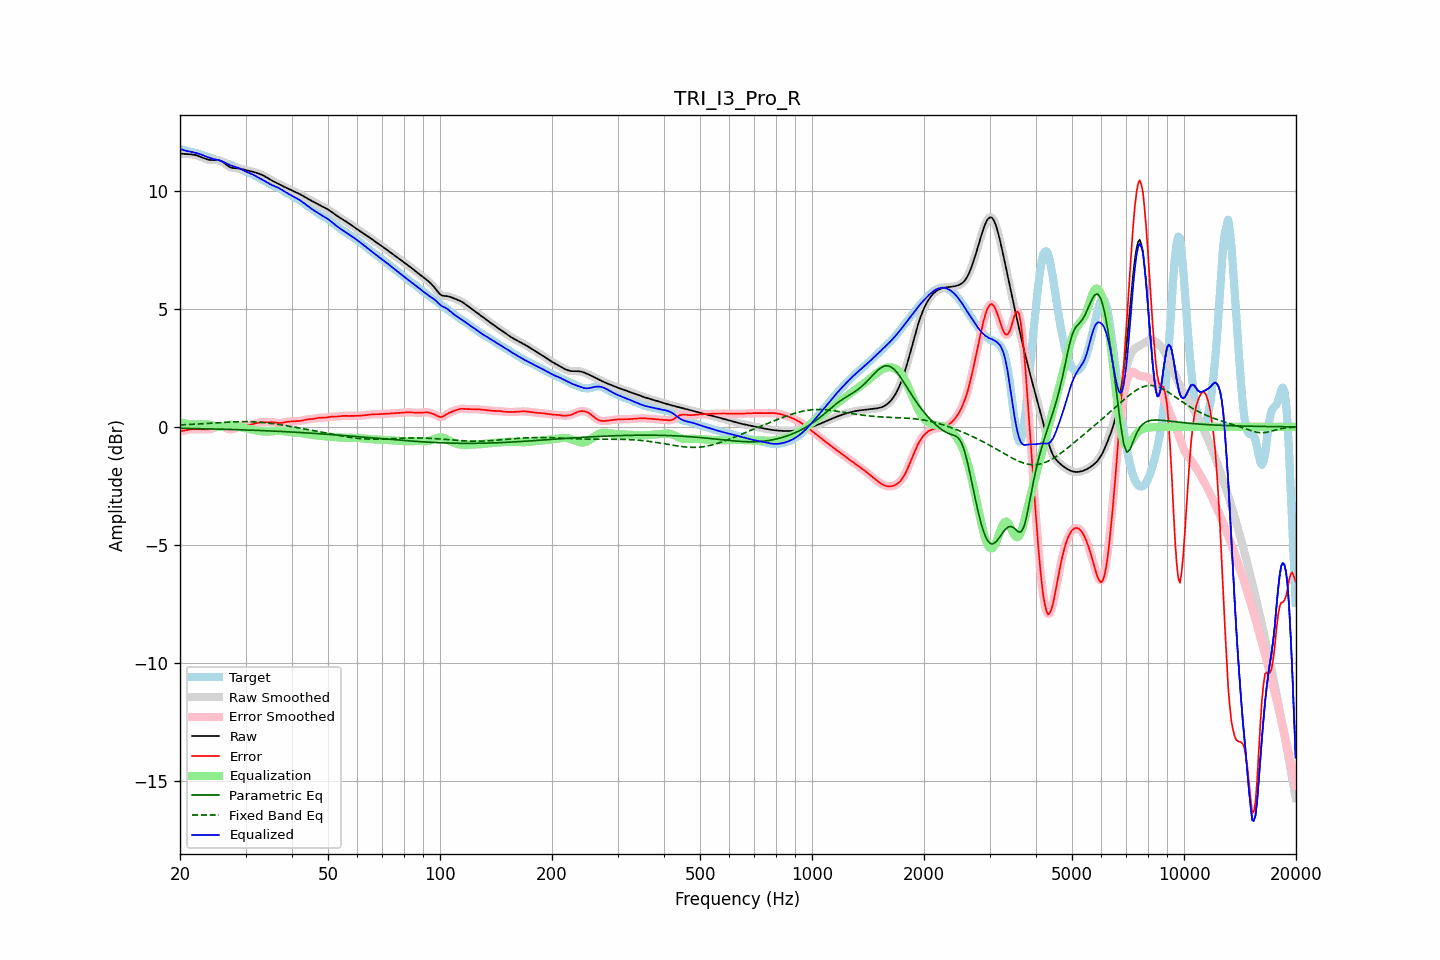 TRI_I3_Pro_R
Amplitude (dBr)
10
5
0
−5
−10
−15
Target
Raw Smoothed
Error Smoothed
Raw
Error
Equalization
Parametric Eq
Fixed Band Eq
Equalized
20 50 100 200 500 1000 2000 5000 10000 20000
Frequency (Hz)